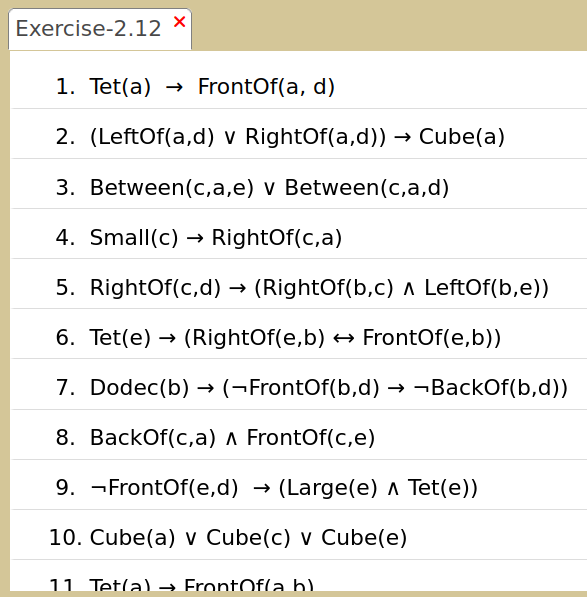 Exercise-2.12 ×
1. Tet(a) → FrontOf(a, d)
2. (LeftOf(a,d) ∨ RightOf(a,d)) → Cube(a)
3. Between(c,a,e) ∨ Between(c,a,d)
4. Small(c) → RightOf(c,a)
5. RightOf(c,d) → (RightOf(b,c) ∧ LeftOf(b,e))
6. Tet(e) → (RightOf(e,b) ↔ FrontOf(e,b))
7. Dodec(b) → (¬FrontOf(b,d) → ¬BackOf(b,d))
8. BackOf(c,a) ∧ FrontOf(c,e)
9. ¬FrontOf(e,d) → (Large(e) ∧ Tet(e))
10. Cube(a) ∨ Cube(c) ∨ Cube(e)
11. Tet(a) → FrontOf(a,b)